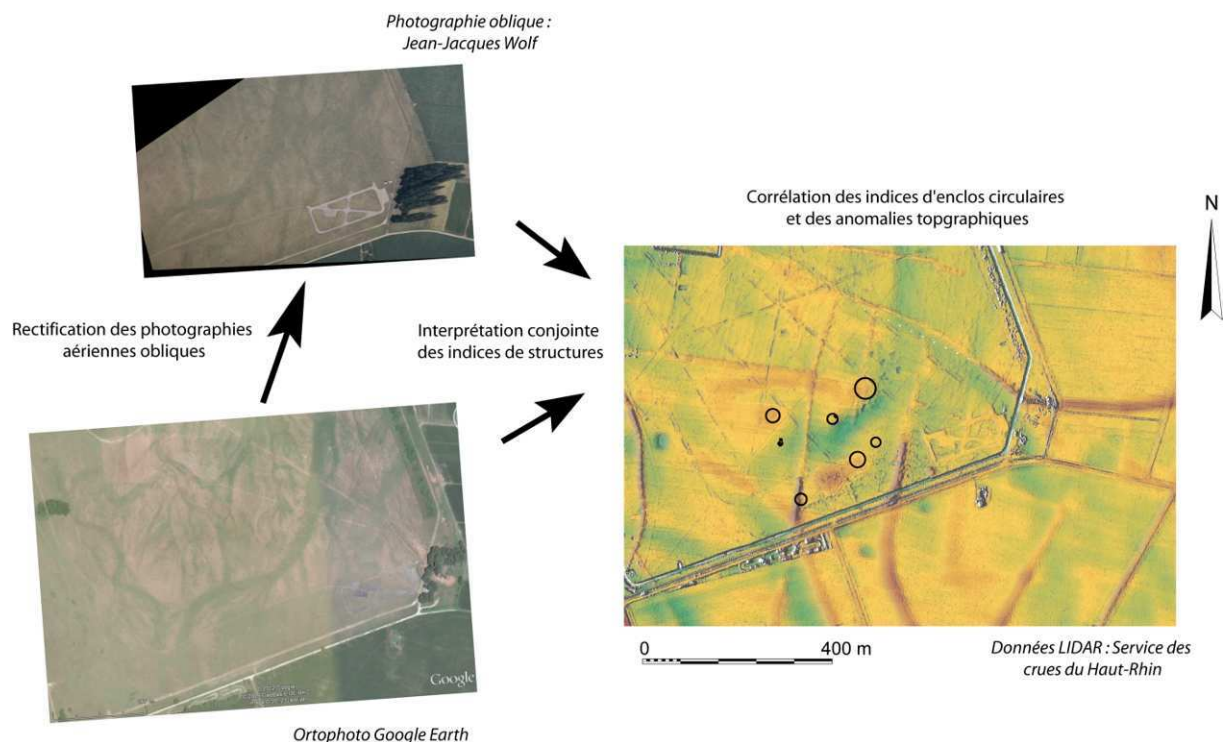 Photographie oblique :
Jean-Jacques Wolf
Corrélation des indices d'enclos circulaires
et des anomalies topgraphiques
N
Rectification des photographies
aériennes obliques
Interprétation conjointe
des indices de structures
Google
0 400 m
Données LIDAR : Service des
crues du Haut-Rhin
Ortophoto Google Earth